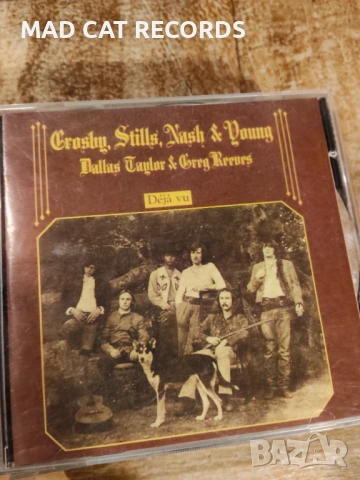 MAD CAT RECORDS
Crosby, Stills, Nash & Young
Dallas Taylor & Greg Reeves
Déjà vu
BAZAR